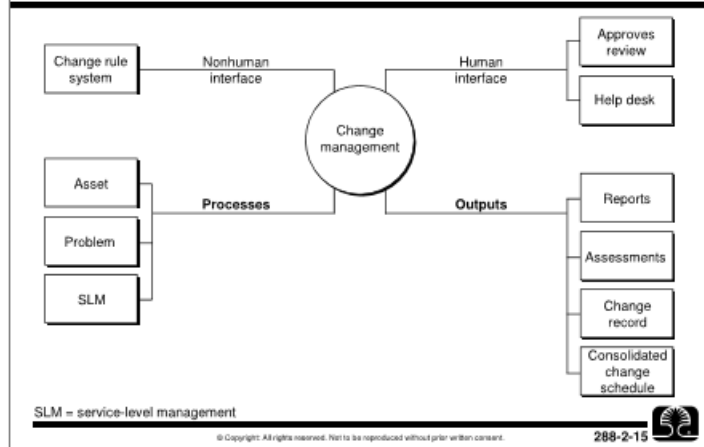 Change rule
system
Nonhuman
interface
Human
interface
Approves
review
Help desk
Change
management
Asset
Problem
SLM
Processes
Outputs
Reports
Assessments
Change
record
Consolidated
change
schedule
SLM = service-level management
© Copyright: All rights reserved. Not to be reproduced without prior written consent.
288-2-15